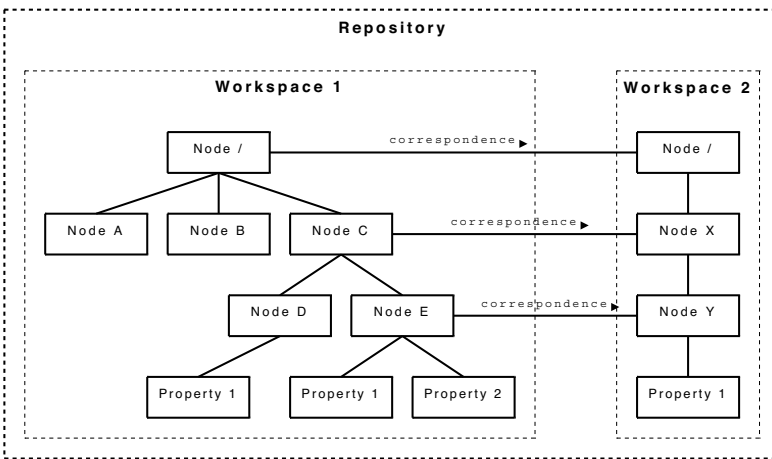 Repository
Workspace 1
Workspace 2
Node /
correspondence
Node /
Node A
Node B
Node C
correspondence
Node X
Node D
Node E
correspondence
Node Y
Property 1
Property 1
Property 2
Property 1